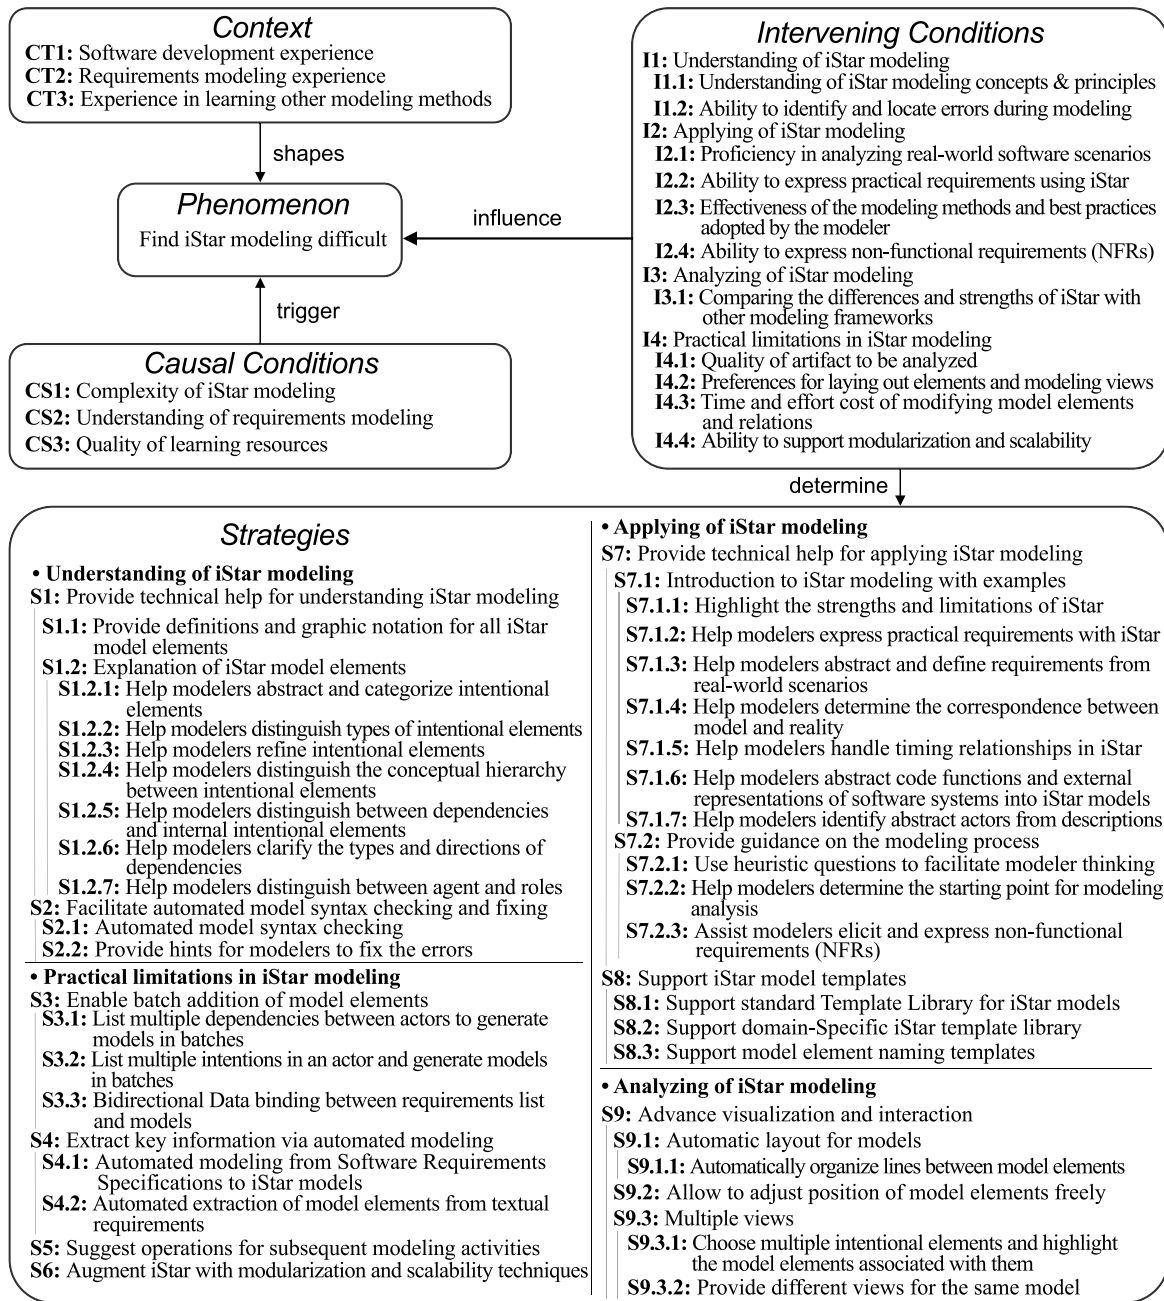 Context
CT1: Software development experience
CT2: Requirements modeling experience
CT3: Experience in learning other modeling methods
shapes
Phenomenon
Find iStar modeling difficult
influence
trigger
Causal Conditions
CS1: Complexity of iStar modeling
CS2: Understanding of requirements modeling
CS3: Quality of learning resources
Intervening Conditions
I1: Understanding of iStar modeling
I1.1: Understanding of iStar modeling concepts & principles
I1.2: Ability to identify and locate errors during modeling
I2: Applying of iStar modeling
I2.1: Proficiency in analyzing real-world software scenarios
I2.2: Ability to express practical requirements using iStar
I2.3: Effectiveness of the modeling methods and best practices
adopted by the modeler
I2.4: Ability to express non-functional requirements (NFRs)
I3: Analyzing of iStar modeling
I3.1: Comparing the differences and strengths of iStar with
other modeling frameworks
I4: Practical limitations in iStar modeling
I4.1: Quality of artifact to be analyzed
I4.2: Preferences for laying out elements and modeling views
I4.3: Time and effort cost of modifying model elements
and relations
I4.4: Ability to support modularization and scalability
determine
Strategies
• Understanding of iStar modeling
S1: Provide technical help for understanding iStar modeling
S1.1: Provide definitions and graphic notation for all iStar
model elements
S1.2: Explanation of iStar model elements
S1.2.1: Help modelers abstract and categorize intentional
elements
S1.2.2: Help modelers distinguish types of intentional elements
S1.2.3: Help modelers refine intentional elements
S1.2.4: Help modelers distinguish the conceptual hierarchy
between intentional elements
S1.2.5: Help modelers distinguish between dependencies
and internal intentional elements
S1.2.6: Help modelers clarify the types and directions of
dependencies
S1.2.7: Help modelers distinguish between agent and roles
S2: Facilitate automated model syntax checking and fixing
S2.1: Automated model syntax checking
S2.2: Provide hints for modelers to fix the errors
• Practical limitations in iStar modeling
S3: Enable batch addition of model elements
S3.1: List multiple dependencies between actors to generate
models in batches
S3.2: List multiple intentions in an actor and generate models
in batches
S3.3: Bidirectional Data binding between requirements list
and models
S4: Extract key information via automated modeling
S4.1: Automated modeling from Software Requirements
Specifications to iStar models
S4.2: Automated extraction of model elements from textual
requirements
S5: Suggest operations for subsequent modeling activities
S6: Augment iStar with modularization and scalability techniques
• Applying of iStar modeling
S7: Provide technical help for applying iStar modeling
S7.1: Introduction to iStar modeling with examples
S7.1.1: Highlight the strengths and limitations of iStar
S7.1.2: Help modelers express practical requirements with iStar
S7.1.3: Help modelers abstract and define requirements from
real-world scenarios
S7.1.4: Help modelers determine the correspondence between
model and reality
S7.1.5: Help modelers handle timing relationships in iStar
S7.1.6: Help modelers abstract code functions and external
representations of software systems into iStar models
S7.1.7: Help modelers identify abstract actors from descriptions
S7.2: Provide guidance on the modeling process
S7.2.1: Use heuristic questions to facilitate modeler thinking
S7.2.2: Help modelers determine the starting point for modeling
analysis
S7.2.3: Assist modelers elicit and express non-functional
requirements (NFRs)
S8: Support iStar model templates
S8.1: Support standard Template Library for iStar models
S8.2: Support domain-Specific iStar template library
S8.3: Support model element naming templates
• Analyzing of iStar modeling
S9: Advance visualization and interaction
S9.1: Automatic layout for models
S9.1.1: Automatically organize lines between model elements
S9.2: Allow to adjust position of model elements freely
S9.3: Multiple views
S9.3.1: Choose multiple intentional elements and highlight
the model elements associated with them
S9.3.2: Provide different views for the same model